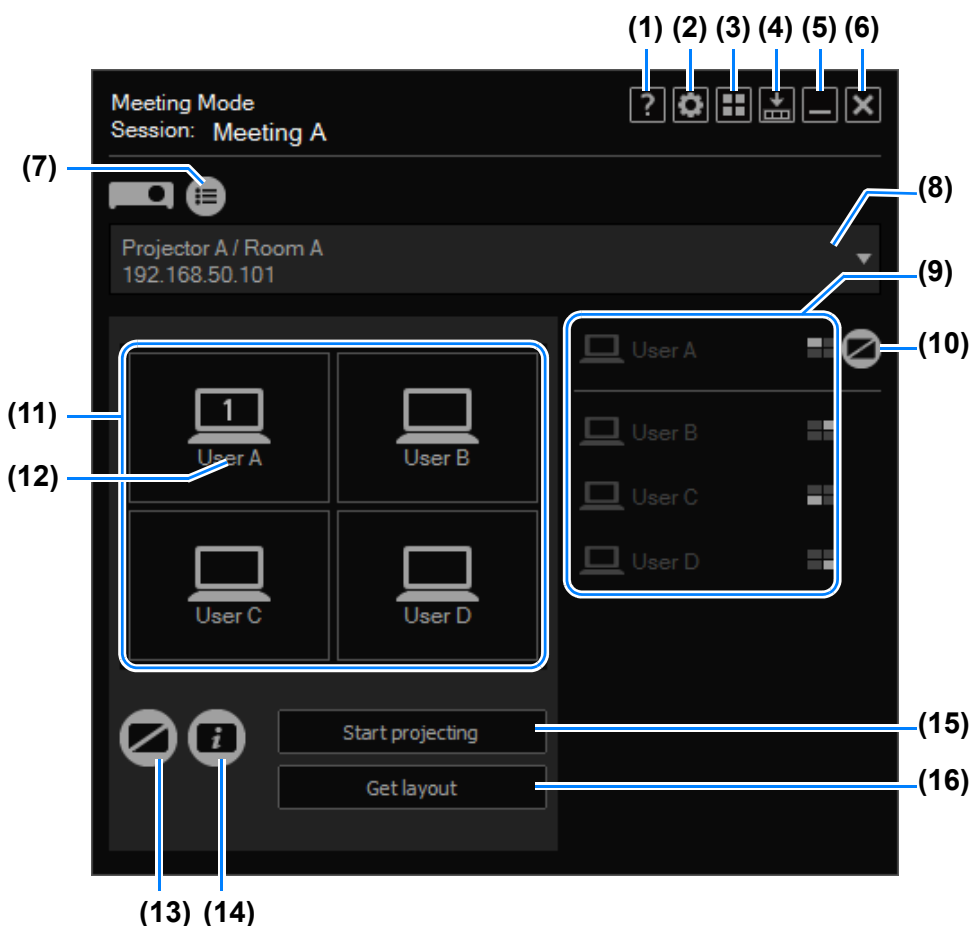 (1) (2) (3) (4) (5) (6)
?
Meeting Mode
Session: Meeting A
(7)
(8)
Projector A / Room A
192.168.50.101
(9)
User A
(10)
(11)
1
User A
User B
User B
(12)
User C
User D
User C
User D
i
Start projecting
(15)
Get layout
(16)
(13) (14)